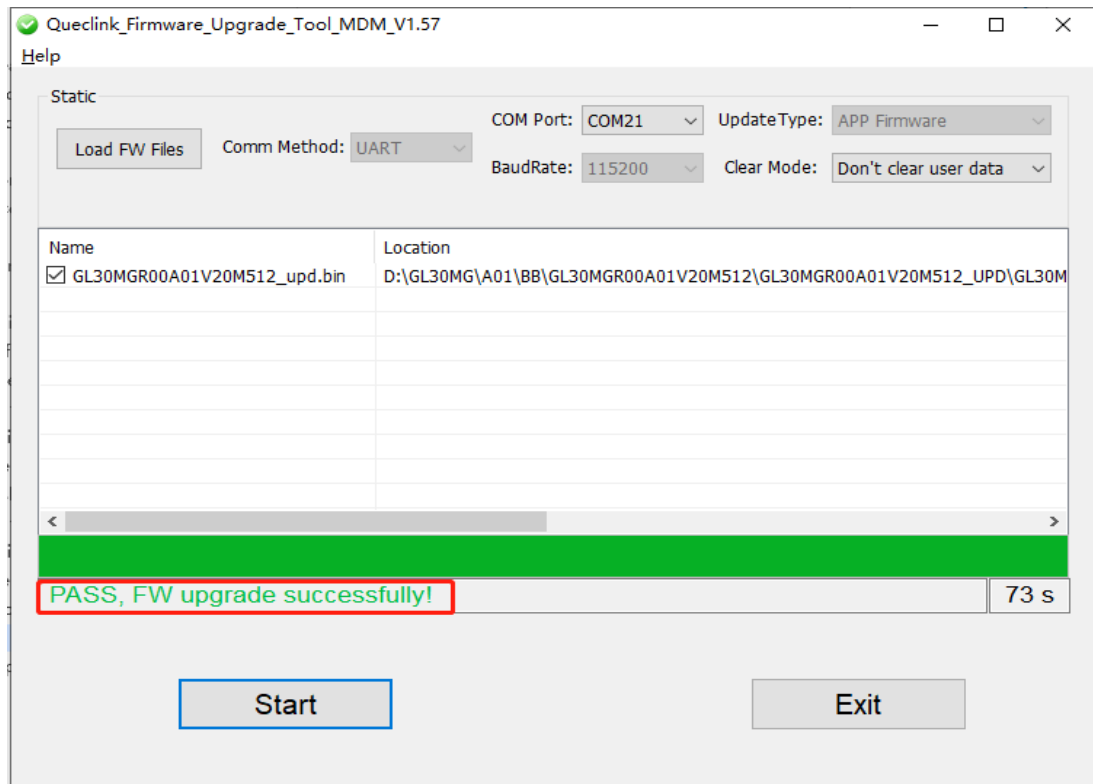 Queclink_Firmware_Upgrade_Tool_MDM_V1.57
Help
Static
Load FW Files
Comm Method: UART
COM Port: COM21
UpdateType: APP Firmware
BaudRate: 115200
Clear Mode: Don't clear user data
Name Location
GL30MGR00A01V20M512_upd.bin D:\GL30MG\A01\BB\GL30MGR00A01V20M512\GL30MGR00A01V20M512_UPD\GL30M
PASS, FW upgrade successfully! 73 s
Start Exit